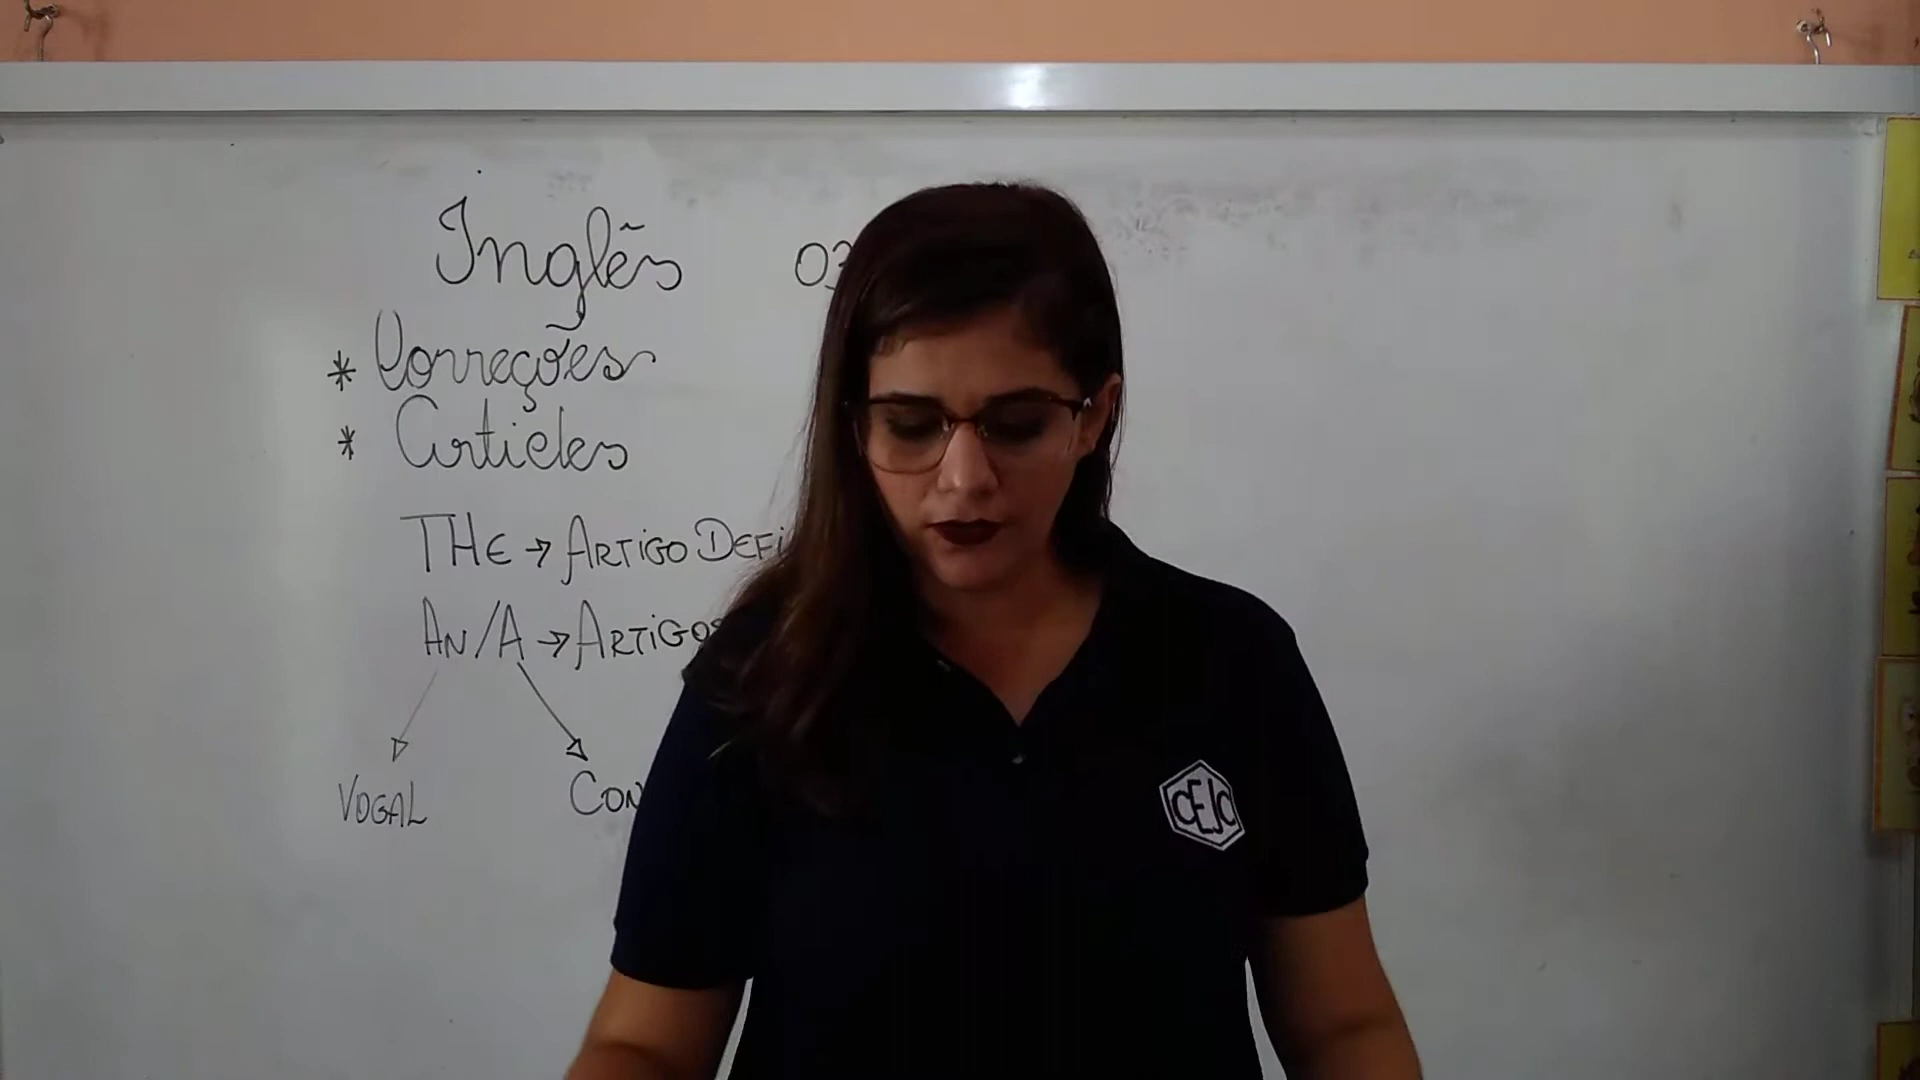 Inglês 03
* Correções
* Articles
THE → ARTIGO DEFI
AN/A → ARTIGOS
VOGAL CON
CEJC